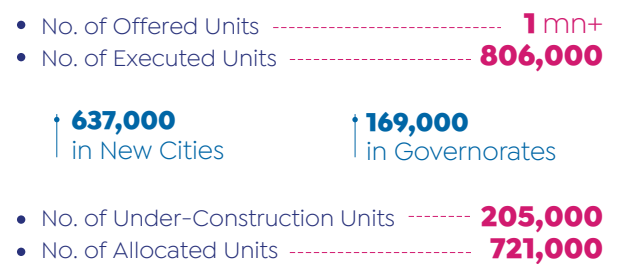 • No. of Offered Units 1 mn+
• No. of Executed Units 806,000
637,000 169,000
in New Cities in Governorates
• No. of Under-Construction Units 205,000
• No. of Allocated Units 721,000